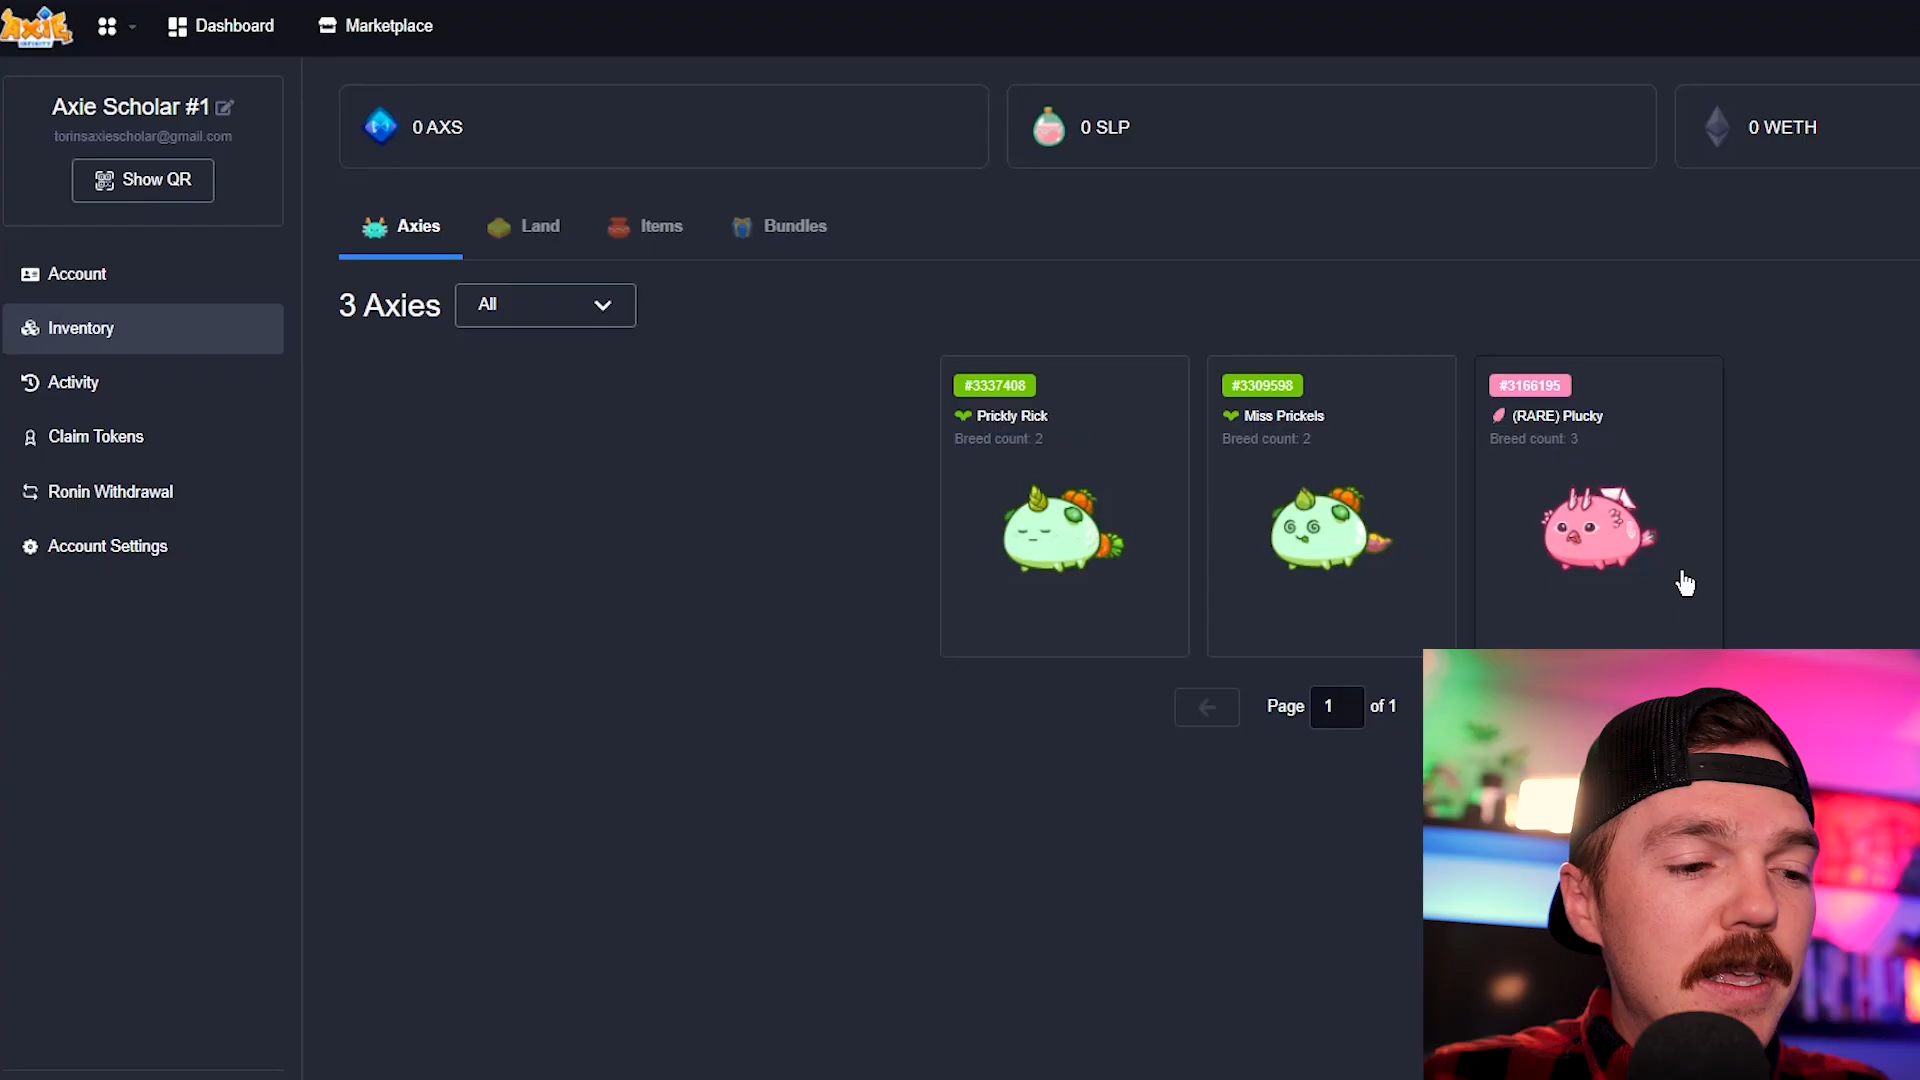 AXIE
INFINITY
Dashboard
Marketplace
Axie Scholar #1
torinsaxiescholar@gmail.com
Show QR
Account
Inventory
Activity
Claim Tokens
Ronin Withdrawal
Account Settings
0 AXS
0 SLP
0 WETH
Axies
Land
Items
Bundles
3 Axies
All
#3337408
Prickly Rick
Breed count: 2
#3309598
Miss Prickels
Breed count: 2
#3166195
(RARE) Plucky
Breed count: 3
Page 1 of 1